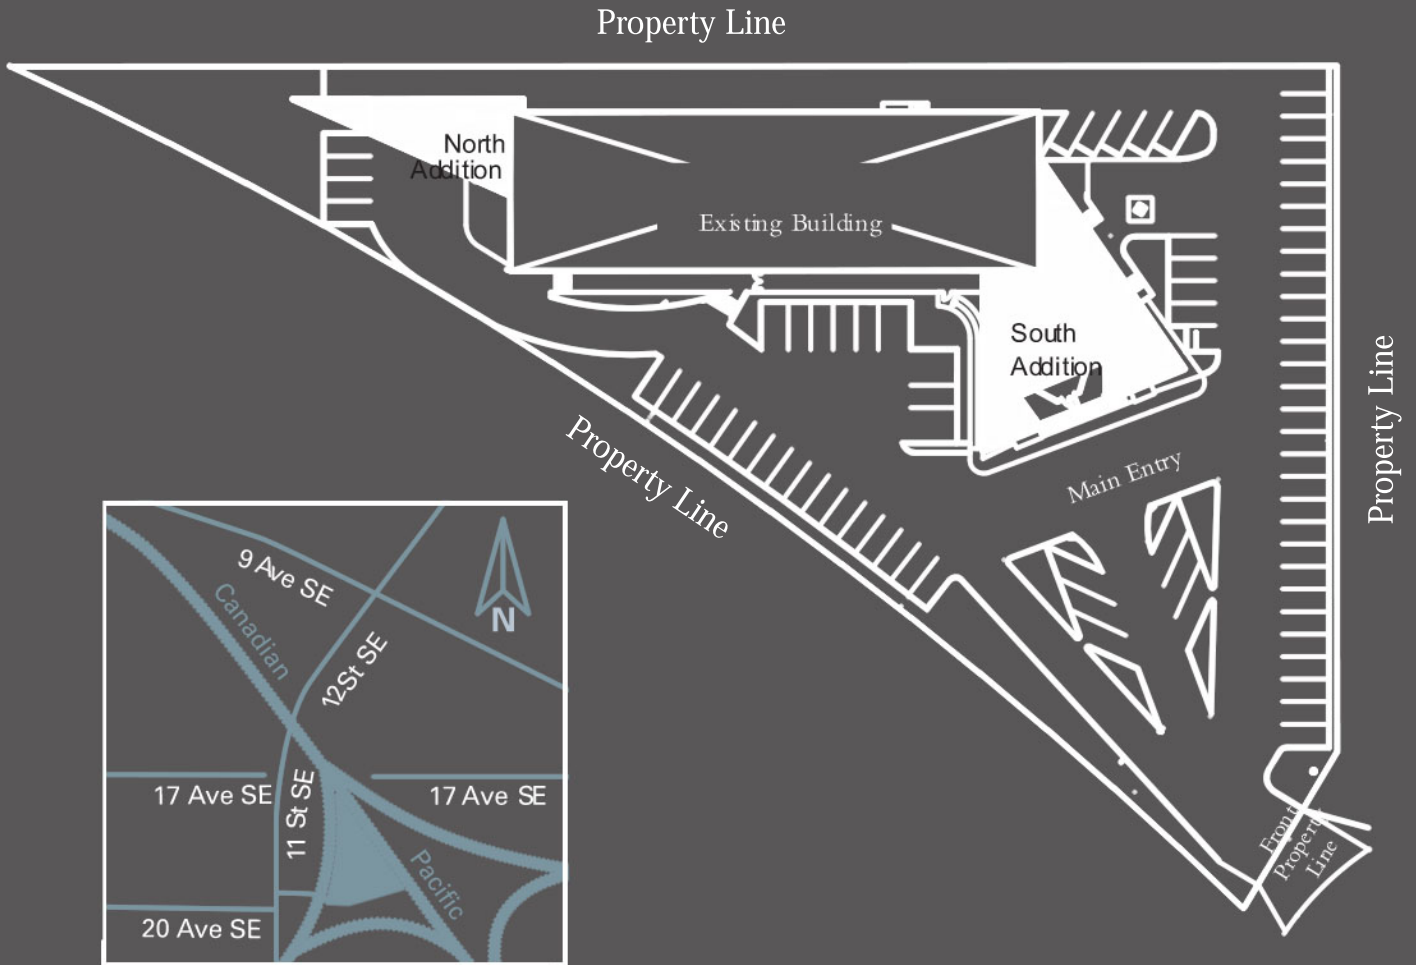 Property Line
North
Addition
Existing Building
South
Addition
Property Line
Property Line
Main Entry
Front
Property
Line
9 Ave SE
Canadian
N
12St SE
17 Ave SE
11 St SE
17 Ave SE
Pacific
20 Ave SE